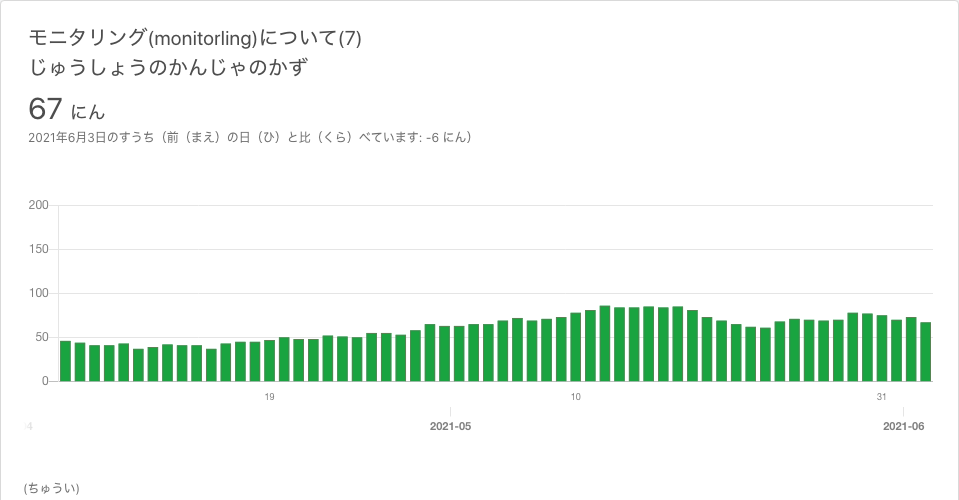 モニタリング(monitorling)について(7)
じゅうしょうのかんじゃのかず
67 にん
2021年6月3日のすうち（前（まえ）の日（ひ）と比（くら）べています: -6 にん）
200
150
100
50
0
19 10 31
4 2021-05 2021-06
(ちゅうい)